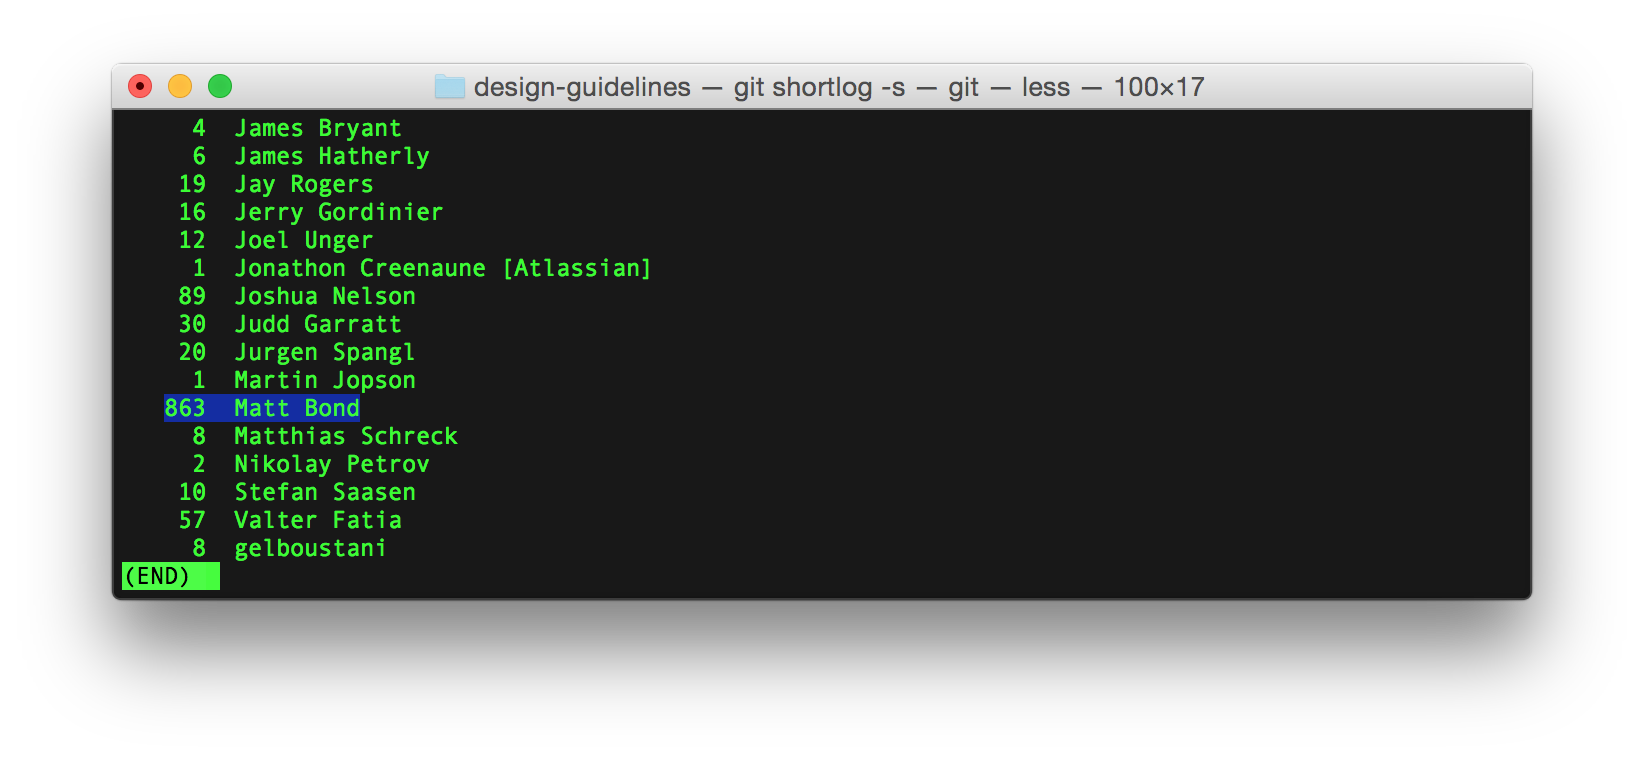 design-guidelines — git shortlog -s — git — less — 100×17
4 James Bryant
6 James Hatherly
19 Jay Rogers
16 Jerry Gordinier
12 Joel Unger
1 Jonathon Creenaune [Atlassian]
89 Joshua Nelson
30 Judd Garratt
20 Jurgen Spangl
1 Martin Jopson
863 Matt Bond
8 Matthias Schreck
2 Nikolay Petrov
10 Stefan Saasen
57 Valter Fatia
8 gelboustani
(END)